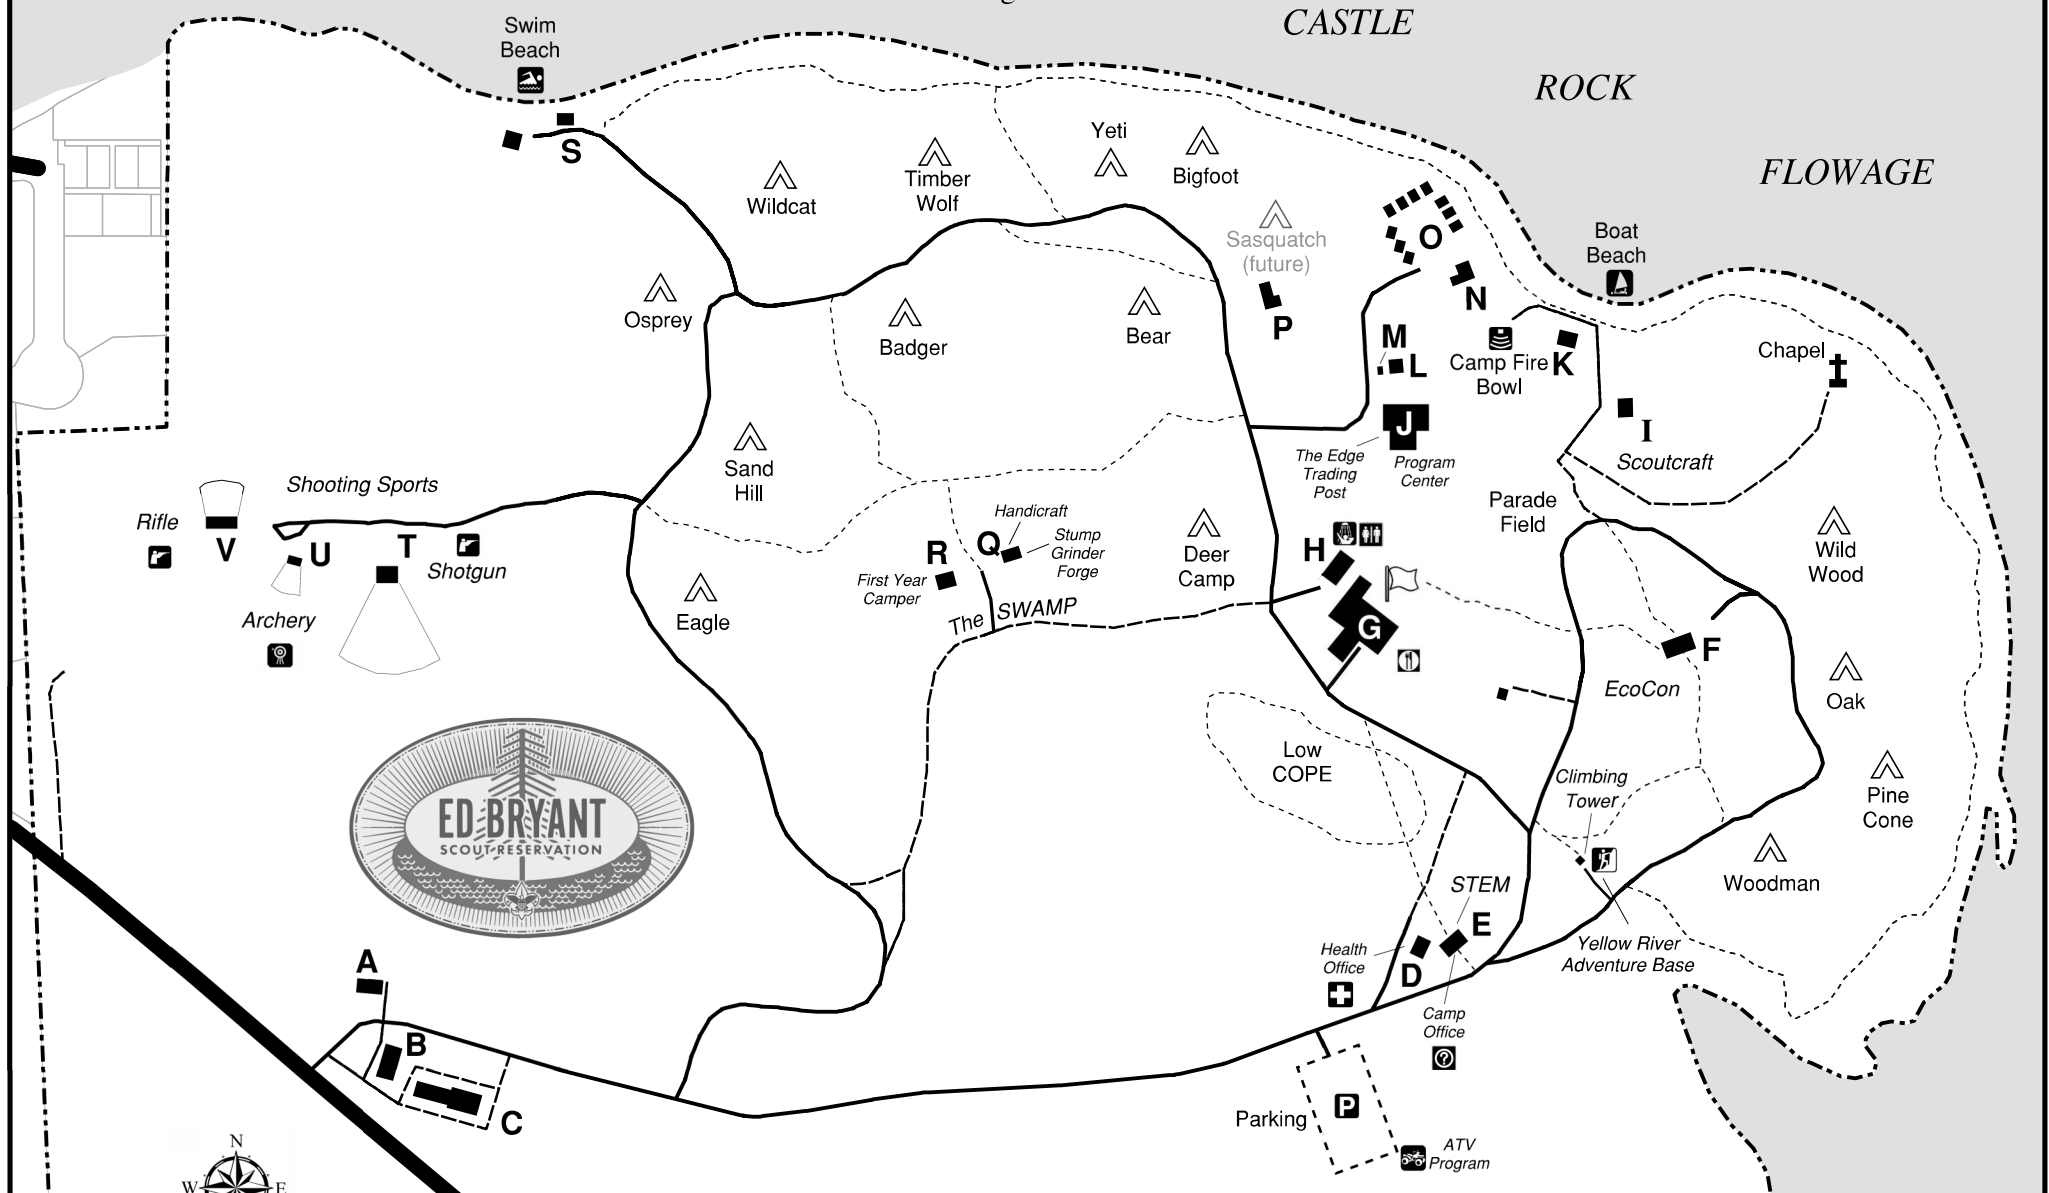 CASTLE
ROCK
FLOWAGE
Swim
Beach
S
Wildcat
Timber
Wolf
Yeti
Bigfoot
Sasquatch
(future)
O
N
P
Boat
Beach
Osprey
Badger
Bear
M
L
Camp Fire
Bowl
K
Chapel
J
I
Scoutcraft
The Edge
Trading
Post
Program
Center
Sand
Hill
Shooting Sports
Rifle
V
U
T
Shotgun
Archery
Handicraft
Q
Stump
Grinder
Forge
R
First Year
Camper
The SWAMP
Deer
Camp
H
G
Parade
Field
Wild
Wood
F
EcoCon
Oak
Eagle
Low
COPE
Climbing
Tower
Pine
Cone
Woodman
ED BRYANT
SCOUT RESERVATION
STEM
E
Health
Office
D
Camp
Office
?
Yellow River
Adventure Base
A
B
C
Parking
P
ATV
Program
N
W
E